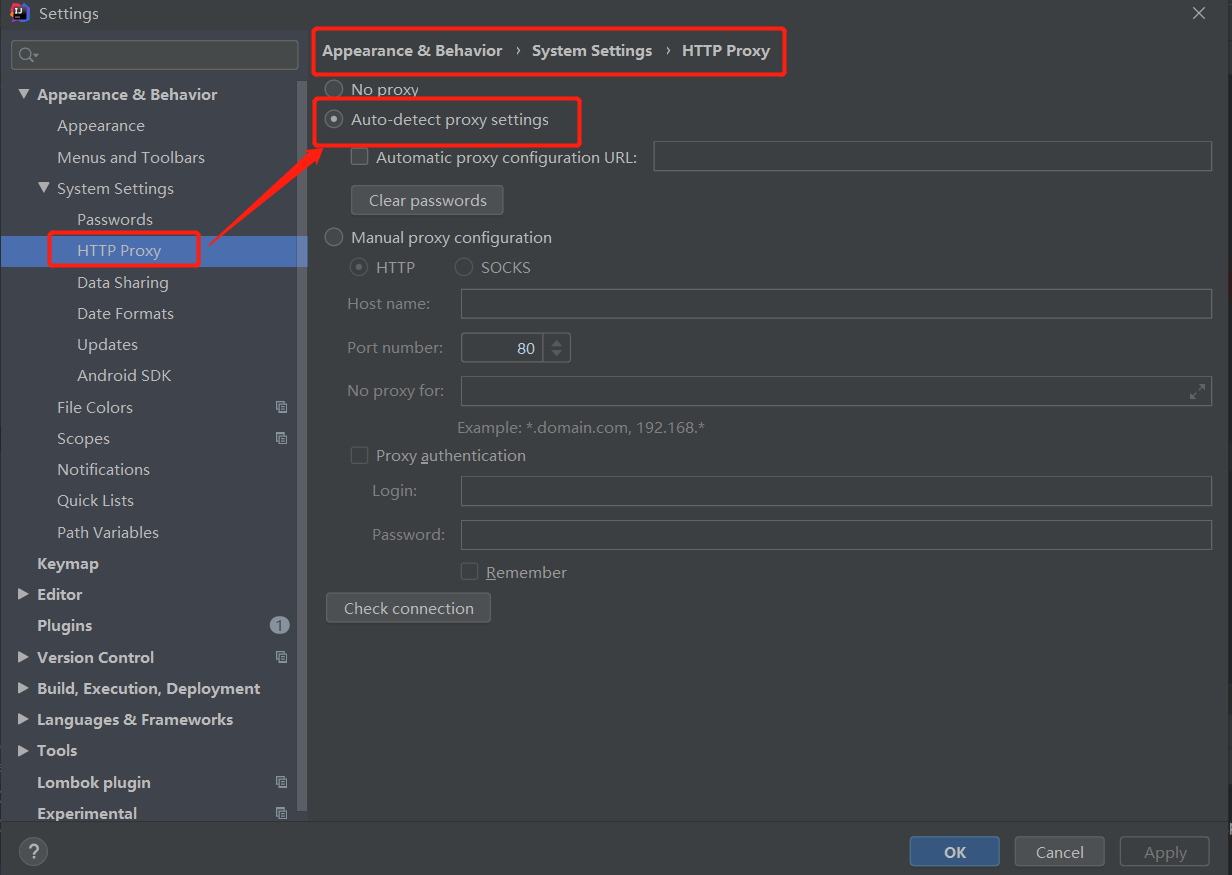 Settings
Appearance & Behavior
Appearance
Menus and Toolbars
System Settings
Passwords
HTTP Proxy
Data Sharing
Date Formats
Updates
Android SDK
File Colors
Scopes
Notifications
Quick Lists
Path Variables
Keymap
Editor
Plugins 1
Version Control
Build, Execution, Deployment
Languages & Frameworks
Tools
Lombok plugin
Experimental
Appearance & Behavior › System Settings › HTTP Proxy
No proxy
Auto-detect proxy settings
Automatic proxy configuration URL:
Clear passwords
Manual proxy configuration
HTTP SOCKS
Host name:
Port number: 80
No proxy for:
Example: *.domain.com, 192.168.*
Proxy authentication
Login:
Password:
Remember
Check connection
? OK Cancel Apply